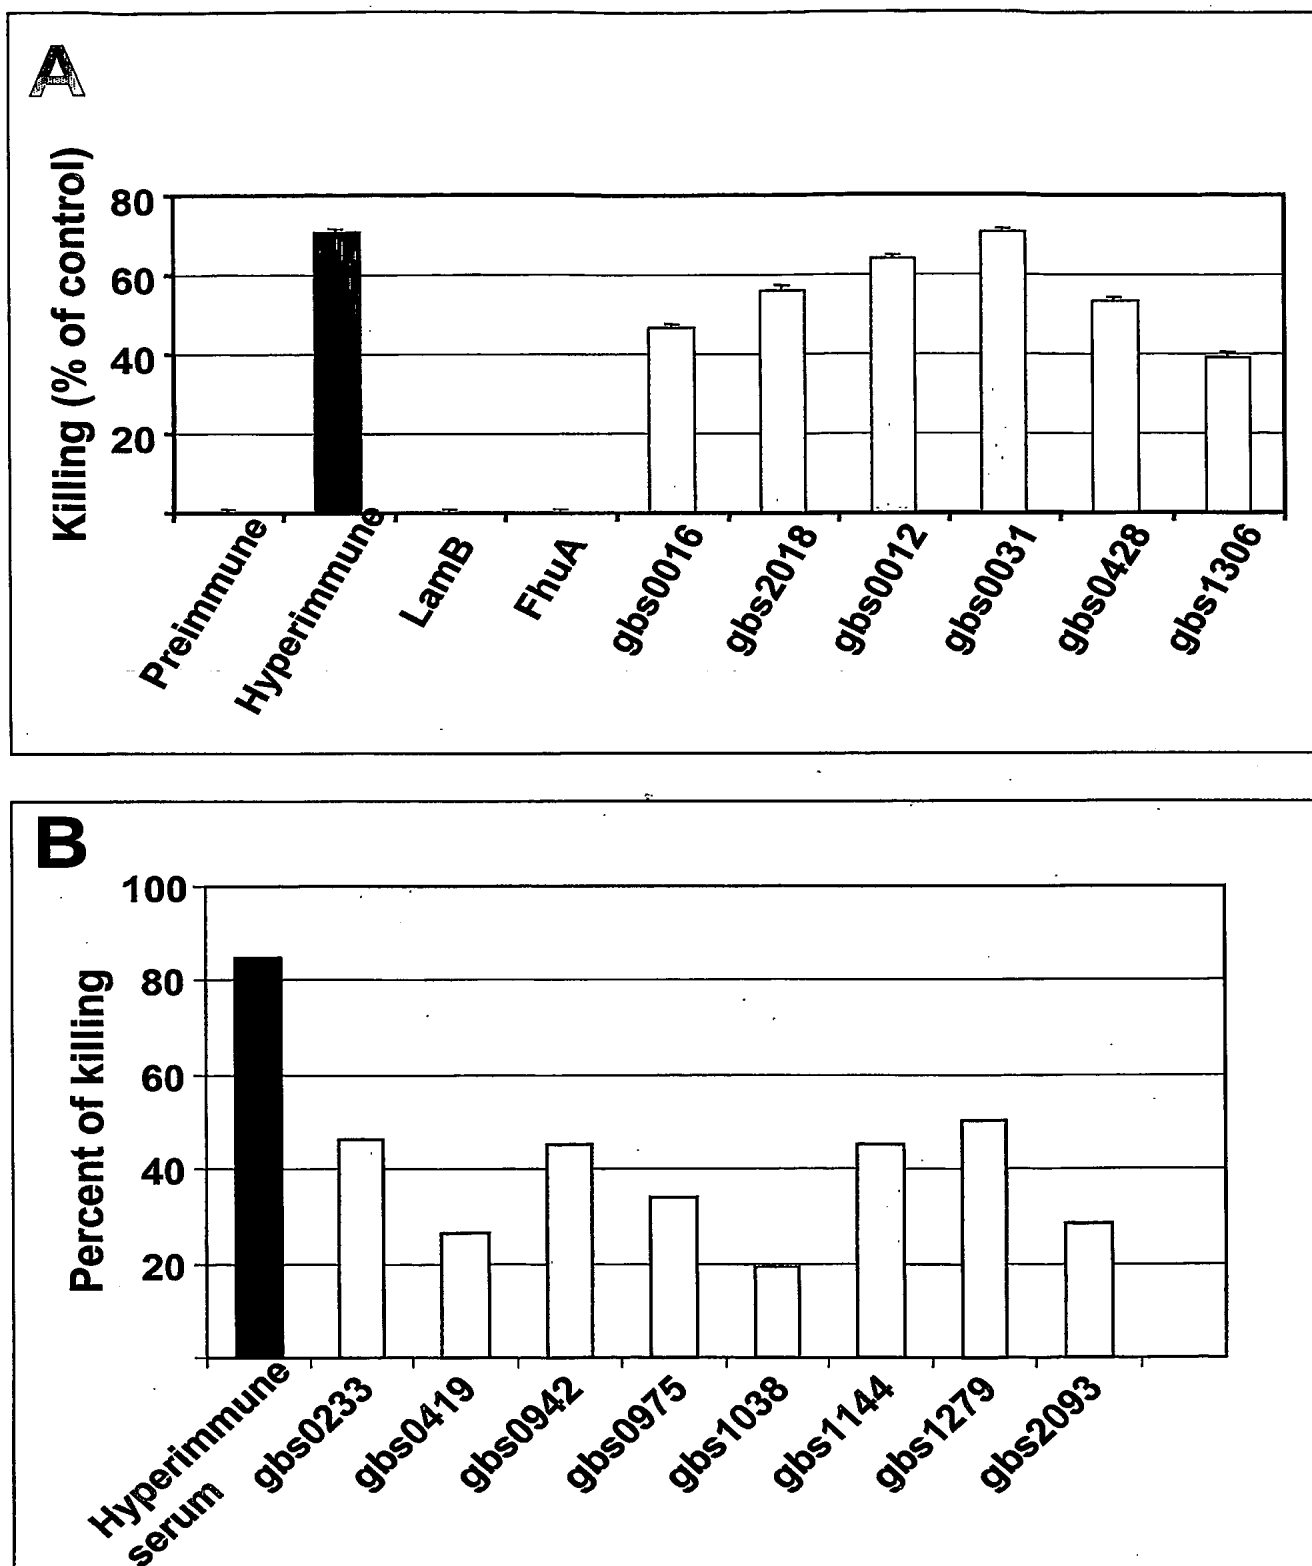 A
Killing (% of control)
80
60
40
20
Preimmune
Hyperimmune
LamB
FhuA
gbs0016
gbs2018
gbs0012
gbs0031
gbs0428
gbs1306
B
Percent of killing
100
80
60
40
20
Hyperimmune
serum
gbs0233
gbs0419
gbs0942
gbs0975
gbs1038
gbs1144
gbs1279
gbs2093